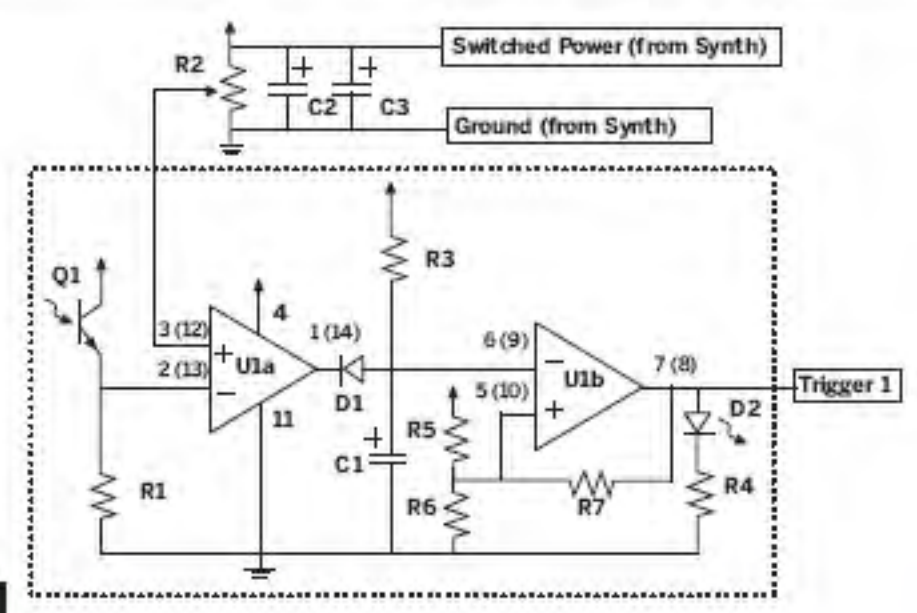 Switched Power (from Synth)
R2
C2
C3
Ground (from Synth)
Q1
R3
4
3 (12)
1 (14)
2 (13)
U1a
+
−
11
D1
6 (9)
7 (8)
5 (10)
U1b
−
+
Trigger 1
D2
R5
+
C1
R1
R6
R7
R4
+
+